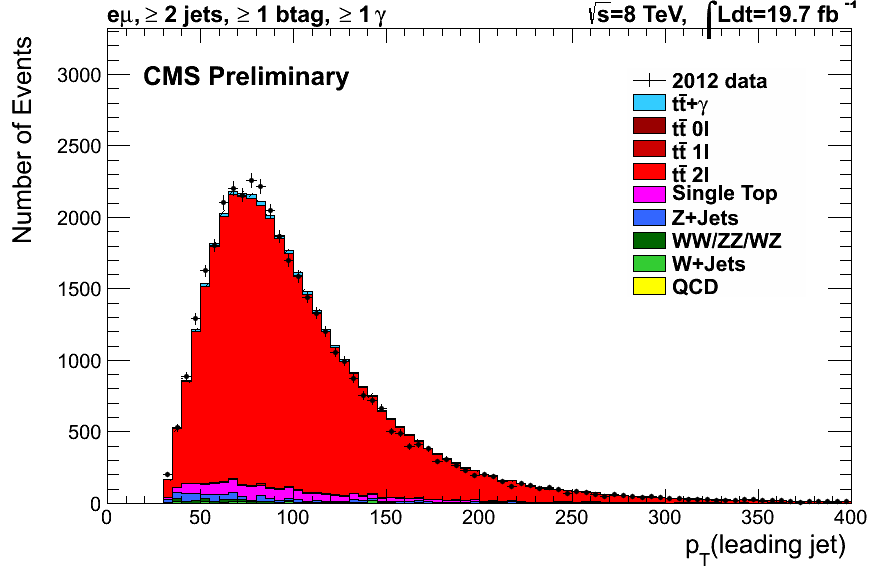 eμ, ≥ 2 jets, ≥ 1 btag, ≥ 1 γ √s=8 TeV, ∫Ldt=19.7 fb⁻¹
CMS Preliminary
2012 data
tt̄+γ
tt̄ 0l
tt̄ 1l
tt̄ 2l
Single Top
Z+Jets
WW/ZZ/WZ
W+Jets
QCD
Number of Events
3000
2500
2000
1500
1000
500
0
0 50 100 150 200 250 300 350 400
p_T(leading jet)